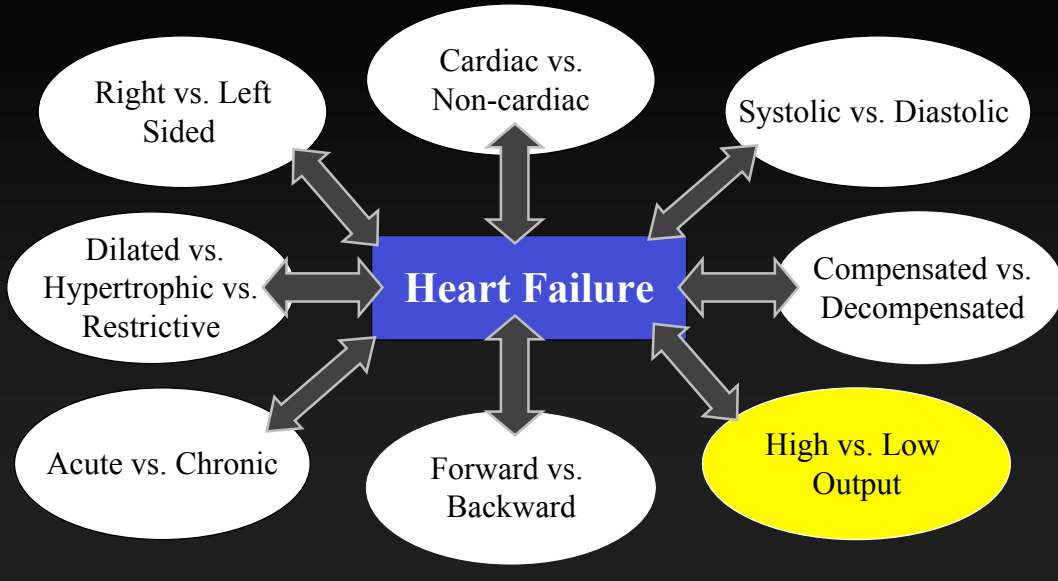 Cardiac vs.
Non-cardiac
Right vs. Left
Sided
Systolic vs. Diastolic
Dilated vs.
Hypertrophic vs.
Restrictive
Heart Failure
Compensated vs.
Decompensated
Acute vs. Chronic
Forward vs.
Backward
High vs. Low
Output